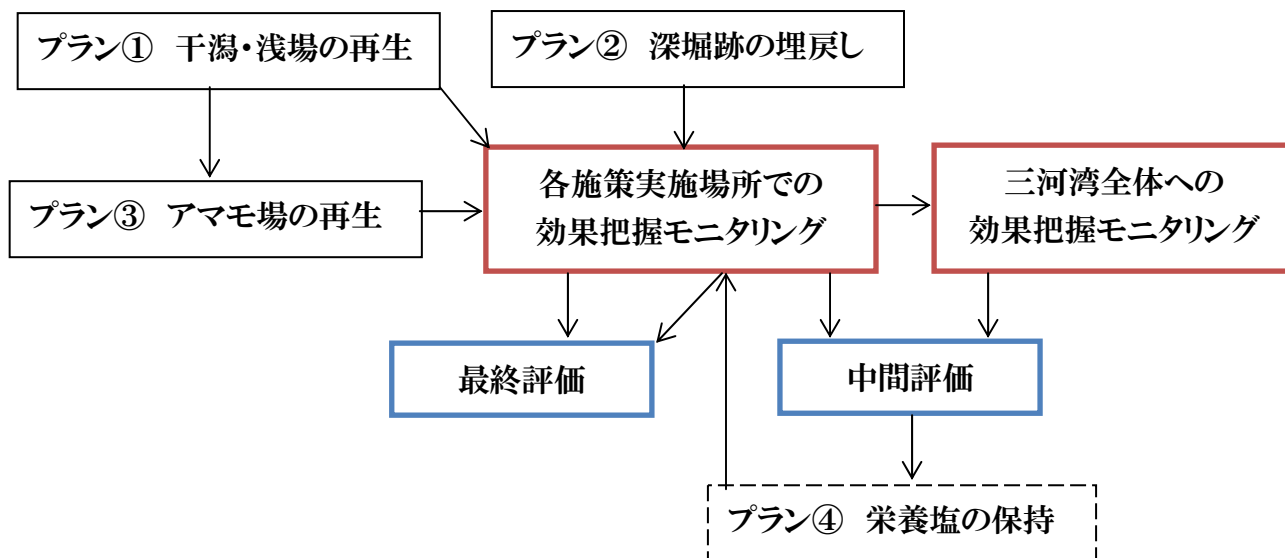 プラン① 干潟・浅場の再生
プラン② 深堀跡の埋戻し
プラン③ アマモ場の再生
各施策実施場所での
効果把握モニタリング
三河湾全体への
効果把握モニタリング
最終評価
中間評価
プラン④ 栄養塩の保持